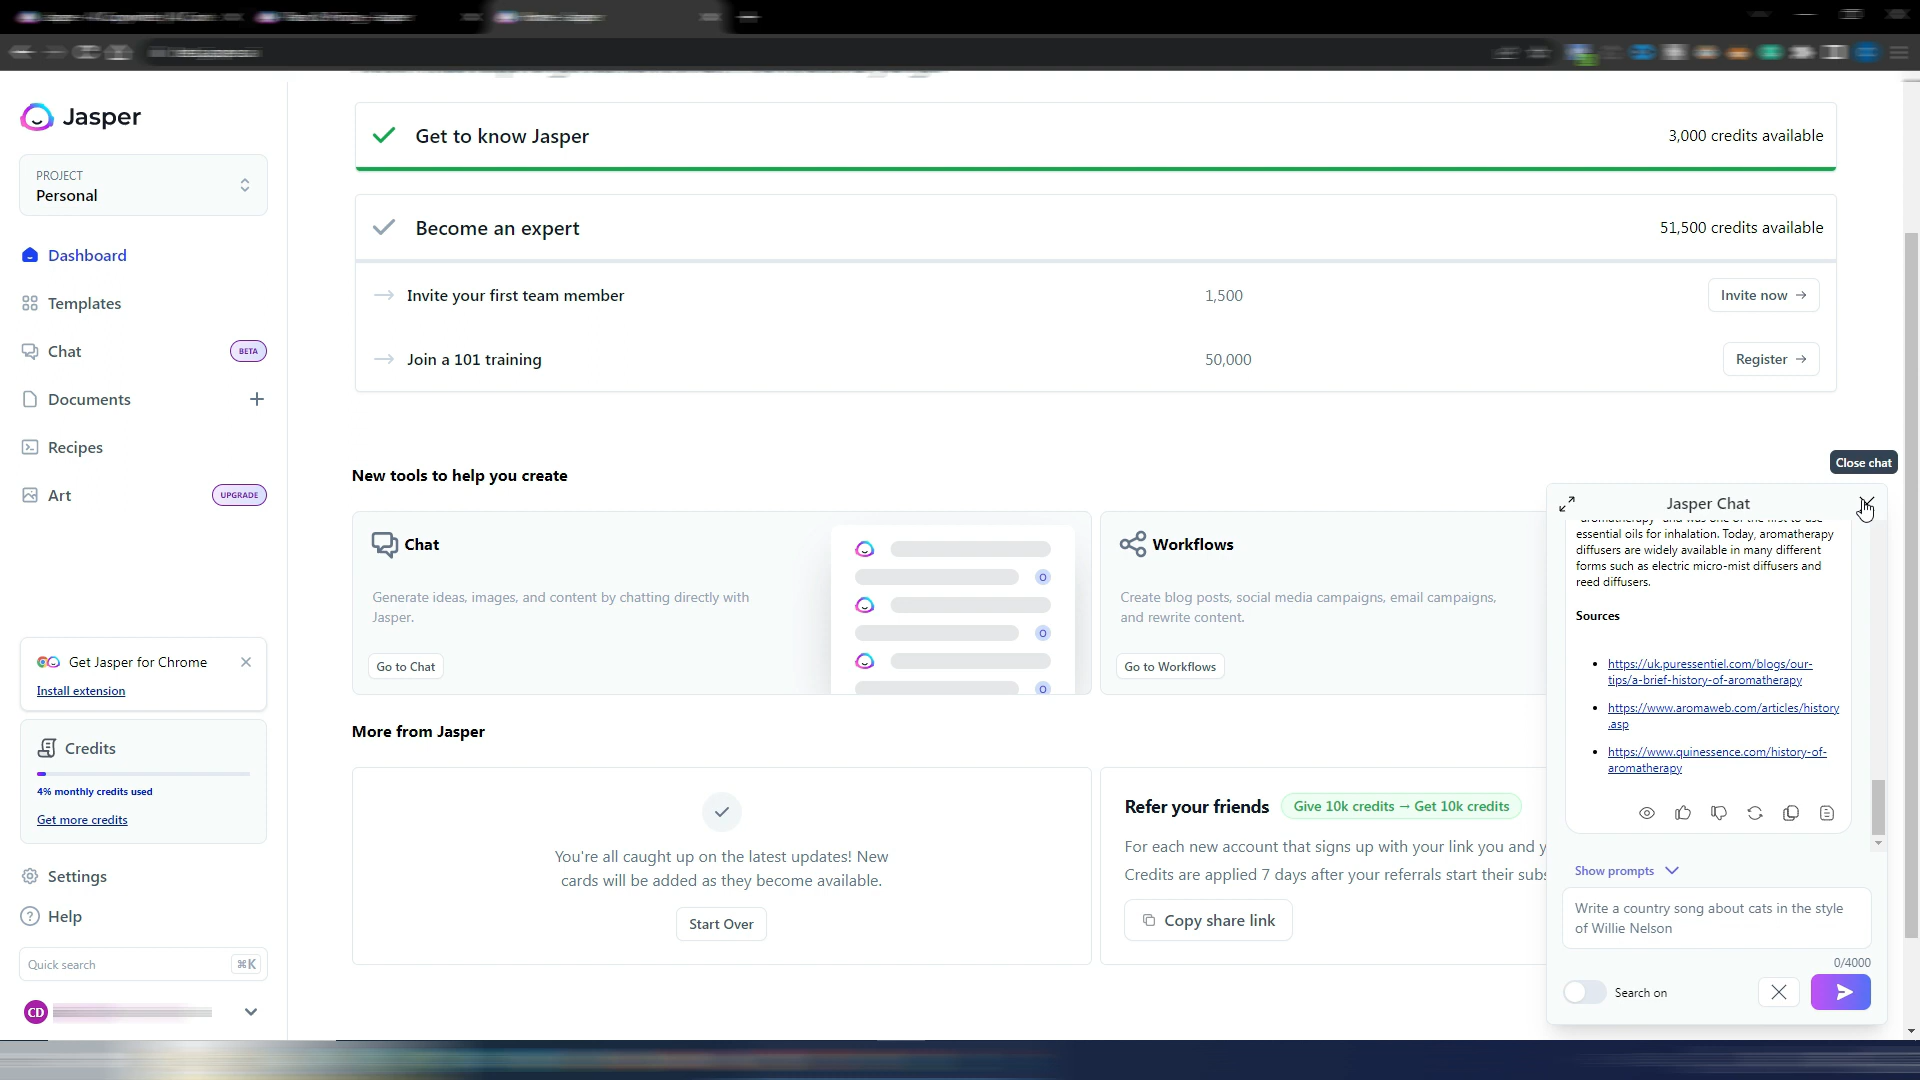 Jasper
PROJECT
Personal
Dashboard
Templates
Chat
BETA
Documents
Recipes
Art
UPGRADE
Get Jasper for Chrome
Install extension
Credits
4% monthly credits used
Get more credits
Settings
Help
Quick search
⌘K
CD
Get to know Jasper
3,000 credits available
Become an expert
51,500 credits available
Invite your first team member
1,500
Invite now →
Join a 101 training
50,000
Register →
New tools to help you create
Chat
Generate ideas, images, and content by chatting directly with
Jasper.
Go to Chat
Workflows
Create blog posts, social media campaigns, email campaigns,
and rewrite content.
Go to Workflows
More from Jasper
You're all caught up on the latest updates! New
cards will be added as they become available.
Start Over
Refer your friends
Give 10k credits → Get 10k credits
For each new account that signs up with your link you and
Credits are applied 7 days after your referrals start their
Copy share link
Close chat
Jasper Chat
"aromatherapy" and was one of the first to use
essential oils for inhalation. Today, aromatherapy
diffusers are widely available in many different
forms such as electric micro-mist diffusers and
reed diffusers.
Sources
https://uk.puressentiel.com/blogs/our-
tips/a-brief-history-of-aromatherapy
https://www.aromaweb.com/articles/history
.asp
https://www.quinessence.com/history-of-
aromatherapy
Show prompts
Write a country song about cats in the style
of Willie Nelson
0/4000
Search on